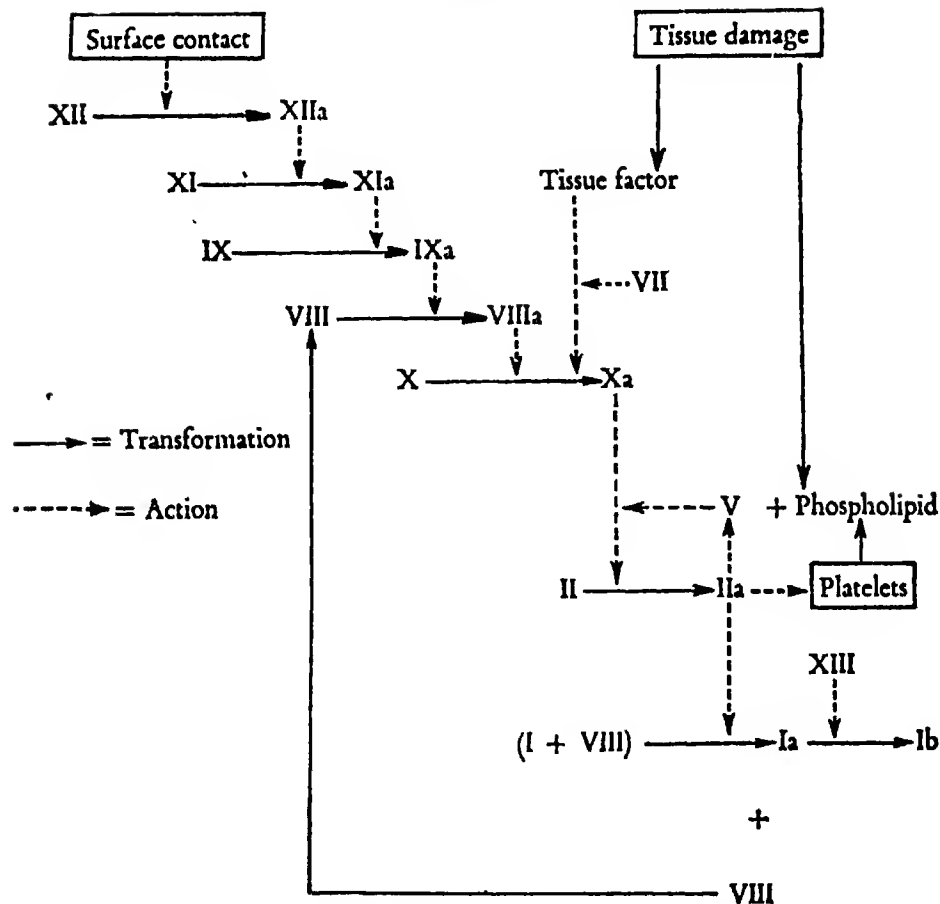 Surface contact
Tissue damage
XII XIIa
XI XIa
Tissue factor
IX IXa
VII
VIII VIIIa
X Xa
= Transformation
= Action
V + Phospholipid
II IIa Platelets
XIII
(I + VIII) Ia Ib
+
VIII